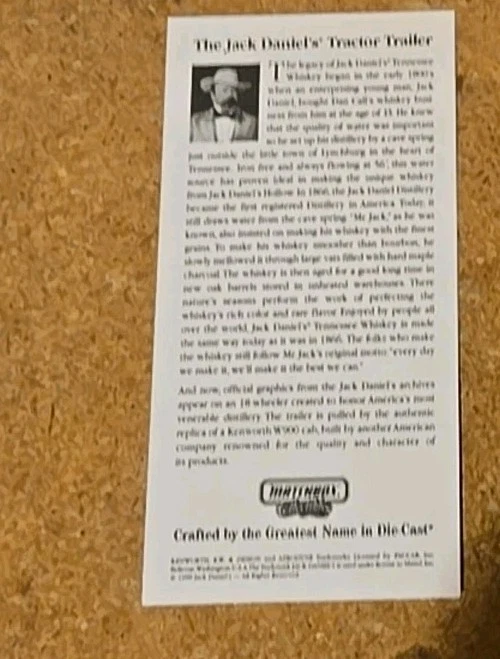 The Jack Daniel's® Tractor Trailer
The legacy of Jack Daniel's Tennessee
Whiskey began in the early 1800's
when an enterprising young man, Jack
Daniel, bought Dan Call's whiskey busi-
ness from him at the age of 13. He knew
that the quality of water was important
so he set up his distillery by a cave spring
just outside the little town of Lynchburg in the heart of
Tennessee. Iron free and always flowing at 56°, this water
source has proven ideal in making the unique whiskey
from Jack Daniel's Hollow. In 1866, the Jack Daniel Distillery
became the first registered Distillery in America. Today, it
still draws water from the cave spring. "Mr. Jack," as he was
known, also insisted on making his whiskey with the finest
grains. To make his whiskey smoother than bourbon, he
slowly mellowed it through large vats filled with hard maple
charcoal. The whiskey is then aged for a good long time in
new oak barrels stored in unheated warehouses. There
nature's seasons perform the work of perfecting the
whiskey's rich color and rare flavor. Enjoyed by people all
over the world, Jack Daniel's® Tennessee Whiskey is made
the same way today as it was in 1866. The folks who make
the whiskey still follow Mr. Jack's original motto "every day
we make it, we'll make it the best we can."
And now, official graphics from the Jack Daniel's archives
appear on an 18 wheeler created to honor America's most
venerable distillery. The trailer is pulled by the authentic
replica of a Kenworth W900 cab, built by another American
company renowned for the quality and character of
its products.
MATCHBOX
Crafted by the Greatest Name in Die Cast®